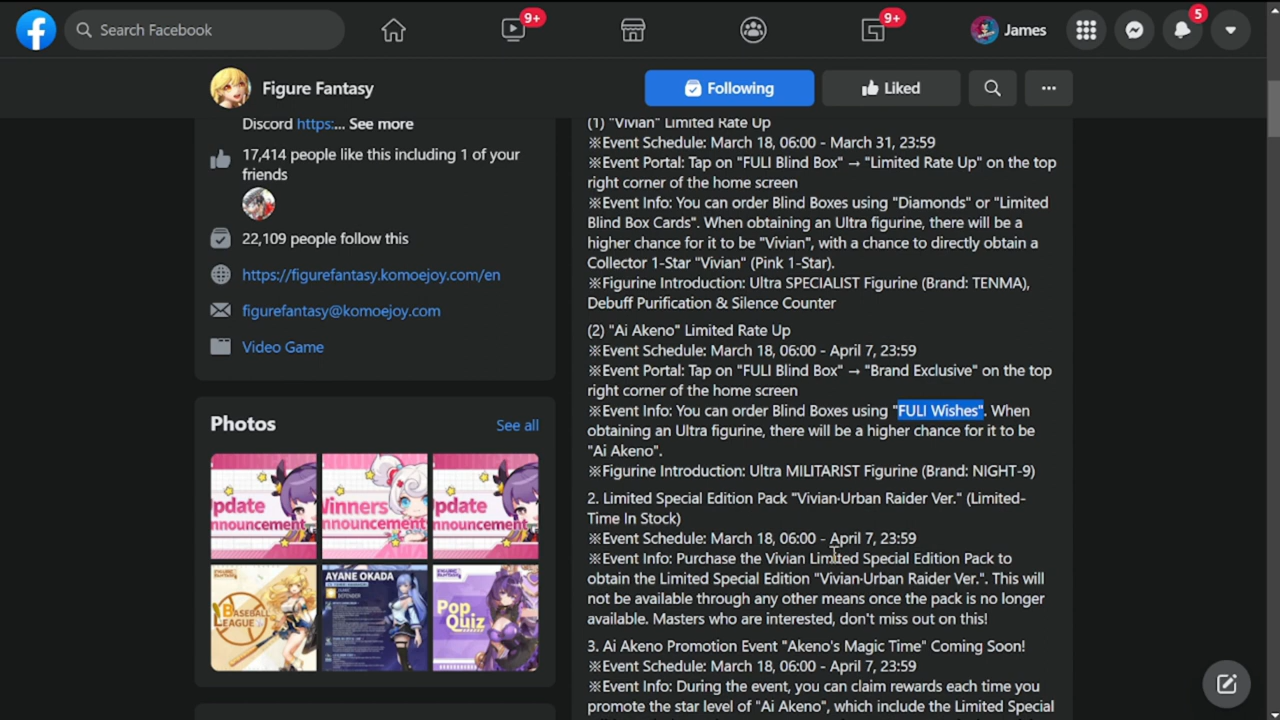 Search Facebook
9+
9+
James
5
Figure Fantasy
Following
Liked
Discord https:... See more
17,414 people like this including 1 of your
friends
22,109 people follow this
https://figurefantasy.komoejoy.com/en
figurefantasy@komoejoy.com
Video Game
Photos
See all
pdate
nnouncement
Winners
nnouncement
pdate
nnouncement
BASEBALL
LEAGUE
AYANE OKADA
DEFENDER
Pop
Quiz
(1) "Vivian" Limited Rate Up
※Event Schedule: March 18, 06:00 - March 31, 23:59
※Event Portal: Tap on "FULI Blind Box" → "Limited Rate Up" on the top
right corner of the home screen
※Event Info: You can order Blind Boxes using "Diamonds" or "Limited
Blind Box Cards". When obtaining an Ultra figurine, there will be a
higher chance for it to be "Vivian", with a chance to directly obtain a
Collector 1-Star "Vivian" (Pink 1-Star).
※Figurine Introduction: Ultra SPECIALIST Figurine (Brand: TENMA),
Debuff Purification & Silence Counter
(2) "Ai Akeno" Limited Rate Up
※Event Schedule: March 18, 06:00 - April 7, 23:59
※Event Portal: Tap on "FULI Blind Box" → "Brand Exclusive" on the top
right corner of the home screen
※Event Info: You can order Blind Boxes using "FULI Wishes". When
obtaining an Ultra figurine, there will be a higher chance for it to be
"Ai Akeno".
※Figurine Introduction: Ultra MILITARIST Figurine (Brand: NIGHT-9)
2. Limited Special Edition Pack "Vivian·Urban Raider Ver." (Limited-
Time In Stock)
※Event Schedule: March 18, 06:00 - April 7, 23:59
※Event Info: Purchase the Vivian Limited Special Edition Pack to
obtain the Limited Special Edition "Vivian·Urban Raider Ver.". This will
not be available through any other means once the pack is no longer
available. Masters who are interested, don't miss out on this!
3. Ai Akeno Promotion Event "Akeno's Magic Time" Coming Soon!
※Event Schedule: March 18, 06:00 - April 7, 23:59
※Event Info: During the event, you can claim rewards each time you
promote the star level of "Ai Akeno", which include the Limited Special